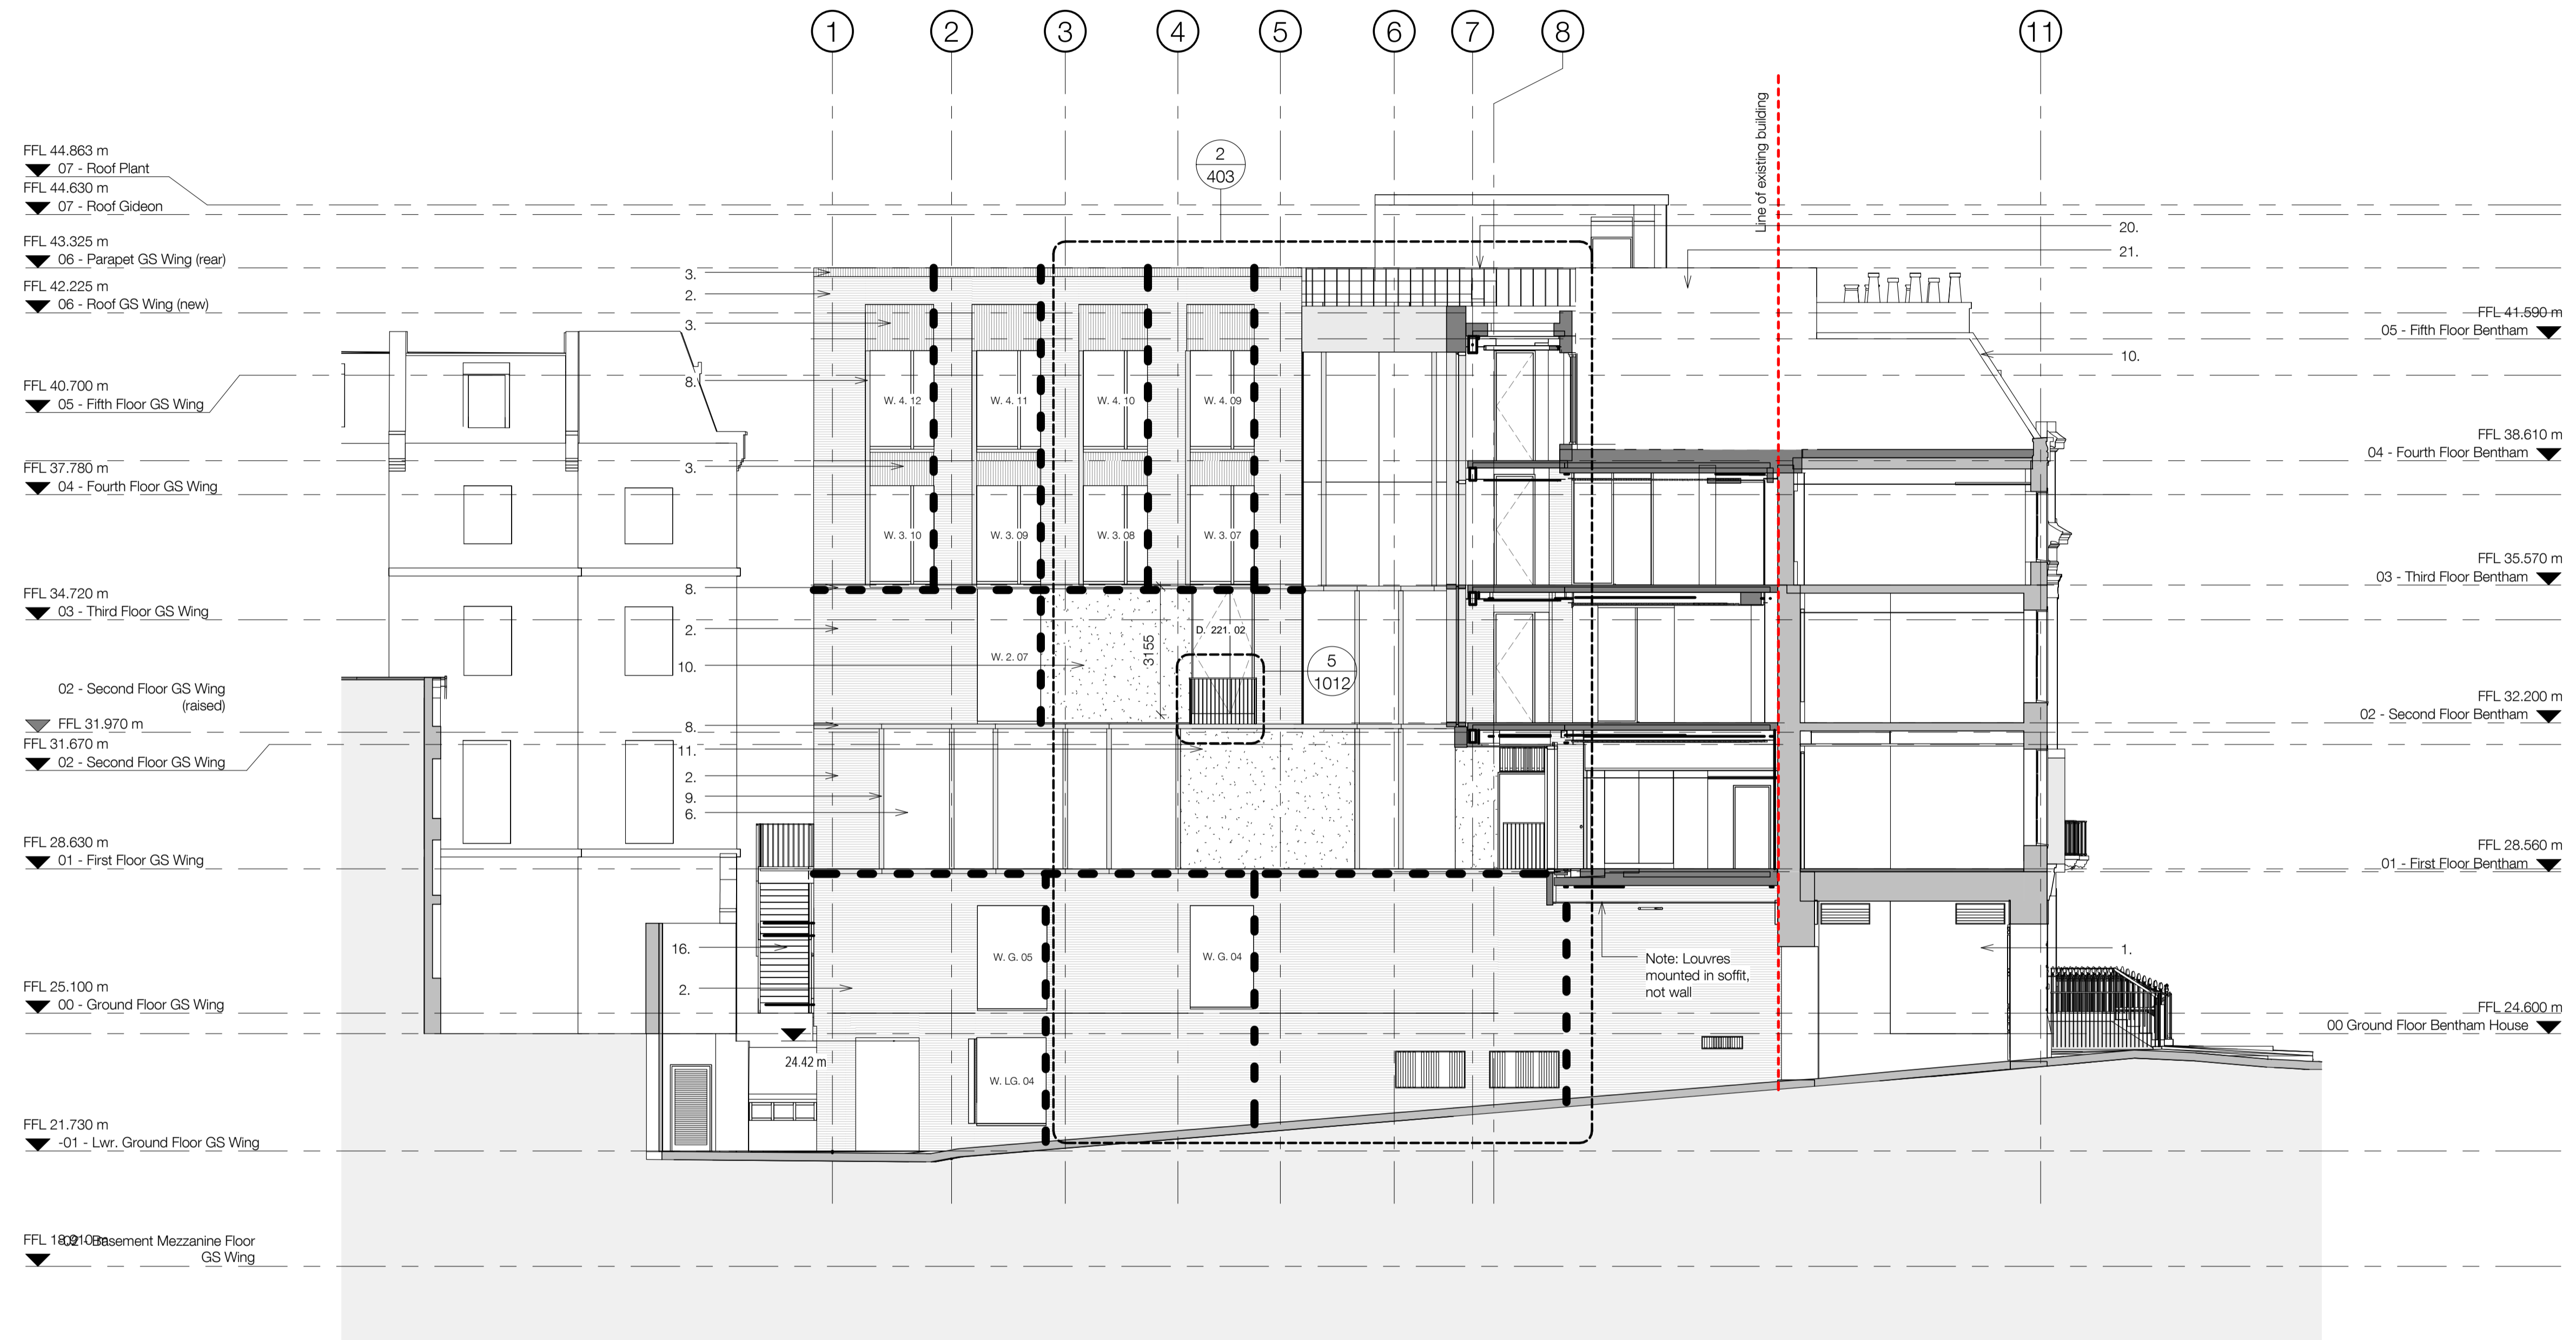 1 2 3 4 5 6 7 8 11
Line of existing building
2
403
FFL 44.863 m
07 - Roof Plant
FFL 44.630 m
07 - Roof Gideon
FFL 43.325 m
06 - Parapet GS Wing (rear)
FFL 42.225 m
06 - Roof GS Wing (new)
FFL 40.700 m
05 - Fifth Floor GS Wing
FFL 37.780 m
04 - Fourth Floor GS Wing
FFL 34.720 m
03 - Third Floor GS Wing
02 - Second Floor GS Wing
(raised)
FFL 31.970 m
FFL 31.670 m
02 - Second Floor GS Wing
FFL 28.630 m
01 - First Floor GS Wing
FFL 25.100 m
00 - Ground Floor GS Wing
FFL 21.730 m
-01 - Lwr. Ground Floor GS Wing
FFL 18.910 m
-02 - Basement Mezzanine Floor
GS Wing
3.
2.
3.
8.
3.
8.
2.
10.
8.
11.
2.
9.
6.
16.
2.
W. 4. 12
W. 4. 11
W. 4. 10
W. 4. 09
W. 3. 10
W. 3. 09
W. 3. 08
W. 3. 07
W. 2. 07
3155
D. 221. 02
5
1012
W. G. 05
W. G. 04
W. LG. 04
24.42 m
Note: Louvres
mounted in soffit,
not wall
20.
21.
10.
1.
FFL 41.590 m
05 - Fifth Floor Bentham
FFL 38.610 m
04 - Fourth Floor Bentham
FFL 35.570 m
03 - Third Floor Bentham
FFL 32.200 m
02 - Second Floor Bentham
FFL 28.560 m
01 - First Floor Bentham
FFL 24.600 m
00 Ground Floor Bentham House